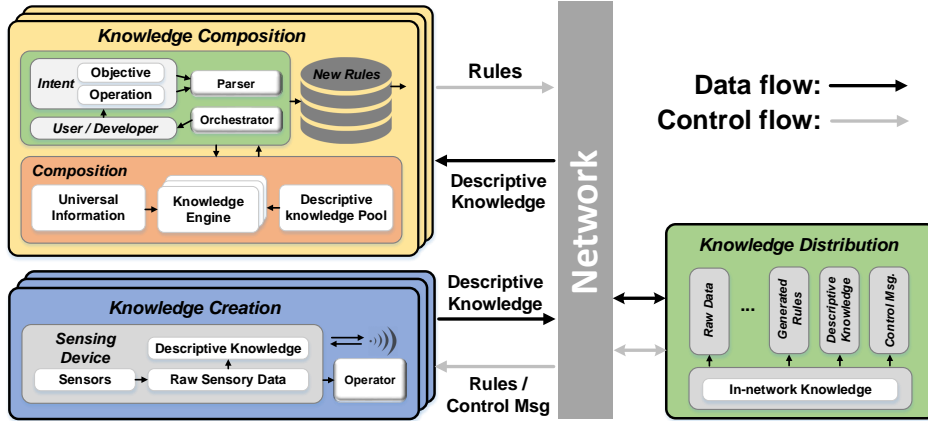 Knowledge Composition
Intent
Objective
Operation
User / Developer
Parser
Orchestrator
New Rules
Composition
Universal
Information
Knowledge
Engine
Descriptive
knowledge Pool
Rules
Descriptive
Knowledge
Network
Data flow:
Control flow:
Knowledge Creation
Sensing
Device
Descriptive Knowledge
Sensors
Raw Sensory Data
Operator
Descriptive
Knowledge
Rules /
Control Msg
Knowledge Distribution
Raw Data
...
Generated
Rules
Descriptive
Knowledge
Control Msg.
In-network Knowledge